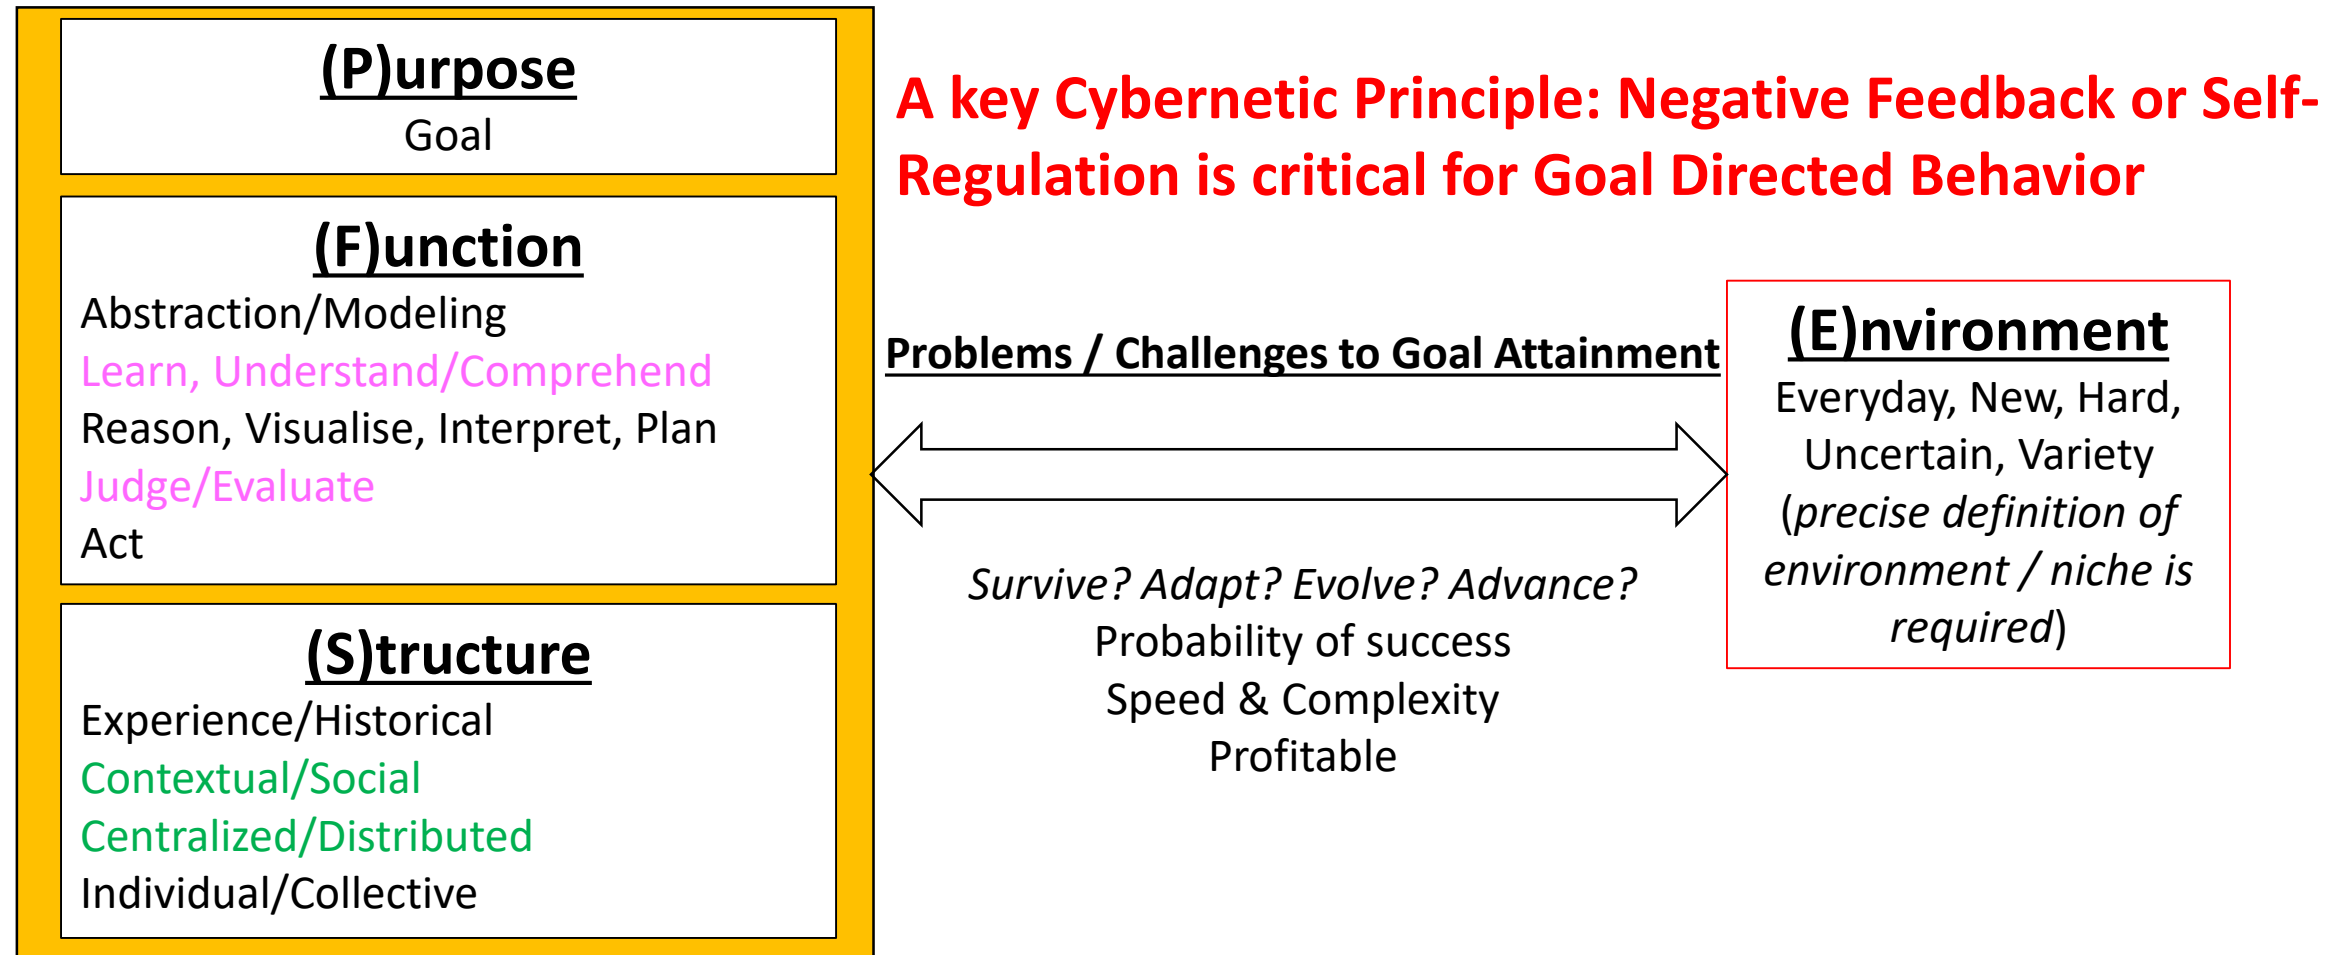 (P)urpose
Goal
A key Cybernetic Principle: Negative Feedback or Self-
Regulation is critical for Goal Directed Behavior
(F)unction
Abstraction/Modeling
Learn, Understand/Comprehend
Reason, Visualise, Interpret, Plan
Judge/Evaluate
Act
(S)tructure
Experience/Historical
Contextual/Social
Centralized/Distributed
Individual/Collective
Problems / Challenges to Goal Attainment
Survive? Adapt? Evolve? Advance?
Probability of success
Speed & Complexity
Profitable
(E)nvironment
Everyday, New, Hard,
Uncertain, Variety
(precise definition of
environment / niche is
required)